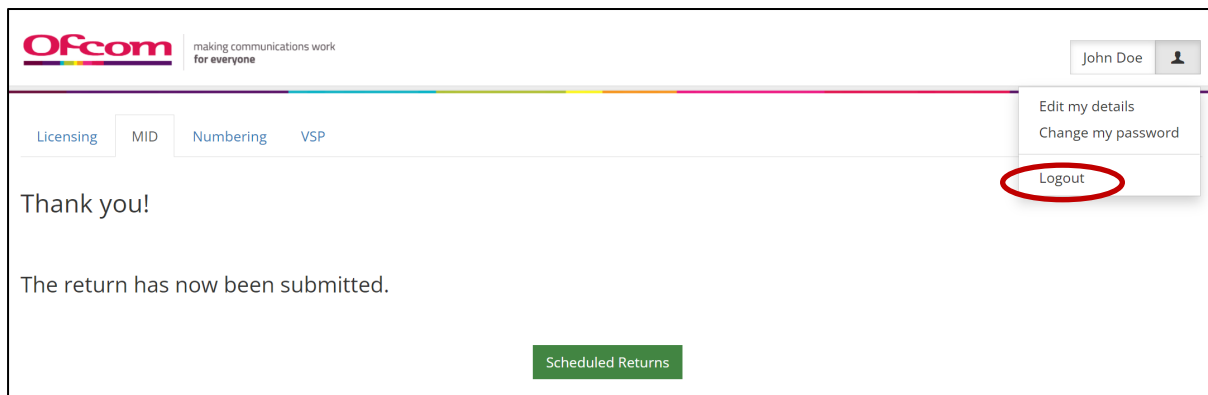 Ofcom
making communications work
for everyone
John Doe
Edit my details
Change my password
Logout
Licensing MID Numbering VSP
Thank you!
The return has now been submitted.
Scheduled Returns